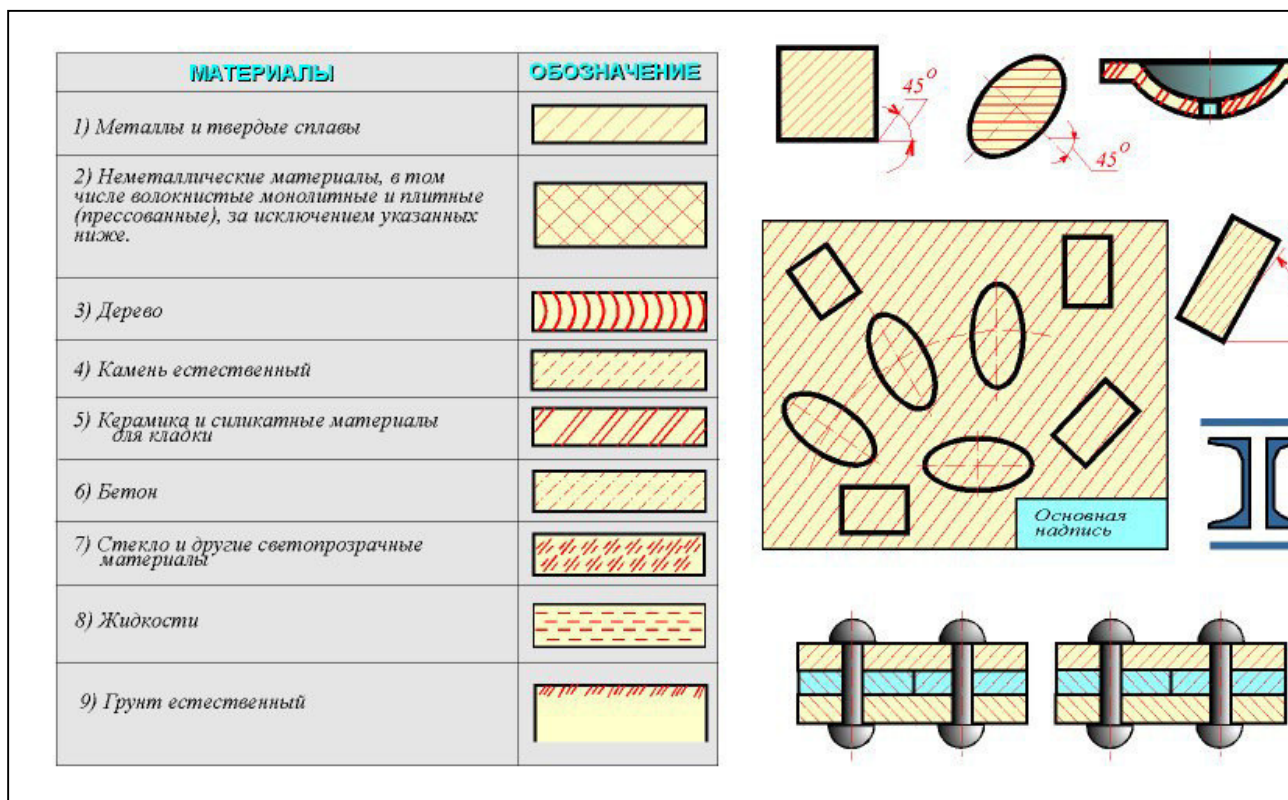 МАТЕРИАЛЫ
ОБОЗНАЧЕНИЕ
1) Металлы и твердые сплавы
2) Неметаллические материалы, в том
числе волокнистые монолитные и плитные
(прессованные), за исключением указанных
ниже.
3) Дерево
4) Камень естественный
5) Керамика и силикатные материалы
для кладки
6) Бетон
7) Стекло и другие светопрозрачные
материалы
8) Жидкости
9) Грунт естественный
45°
45°
Основная
надпись